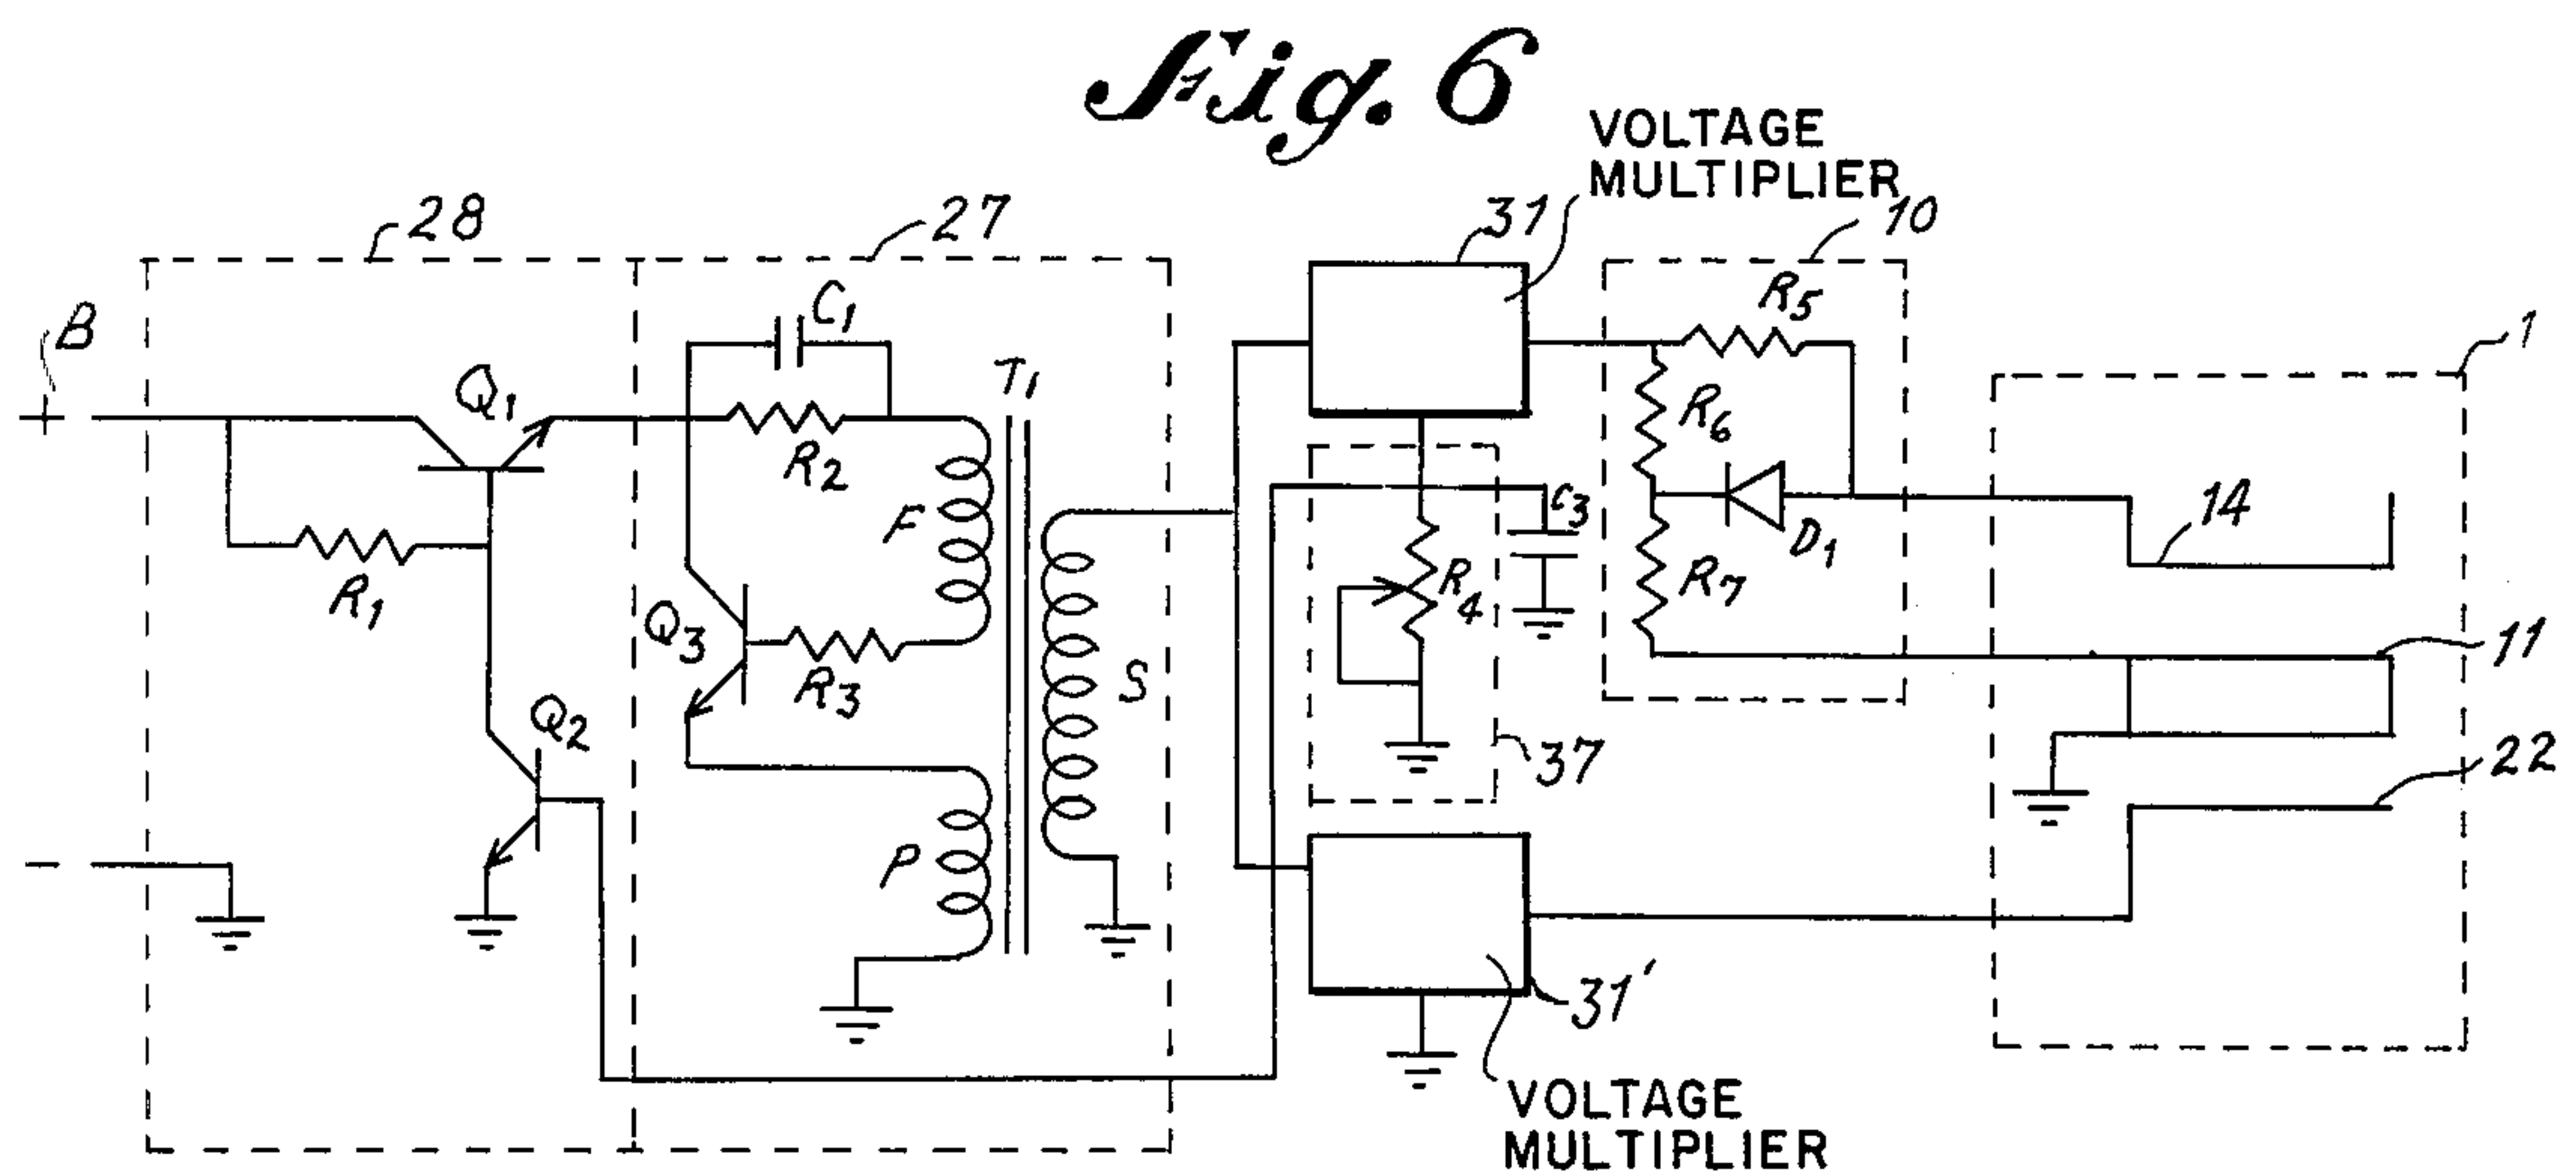 Fig. 6
VOLTAGE
MULTIPLIER
28
27
31
10
B
Q1
C1
T1
R5
1
R2
R6
14
F
C3
D1
R1
Q3
R3
R4
R7
11
S
Q2
37
22
P
31'
VOLTAGE
MULTIPLIER